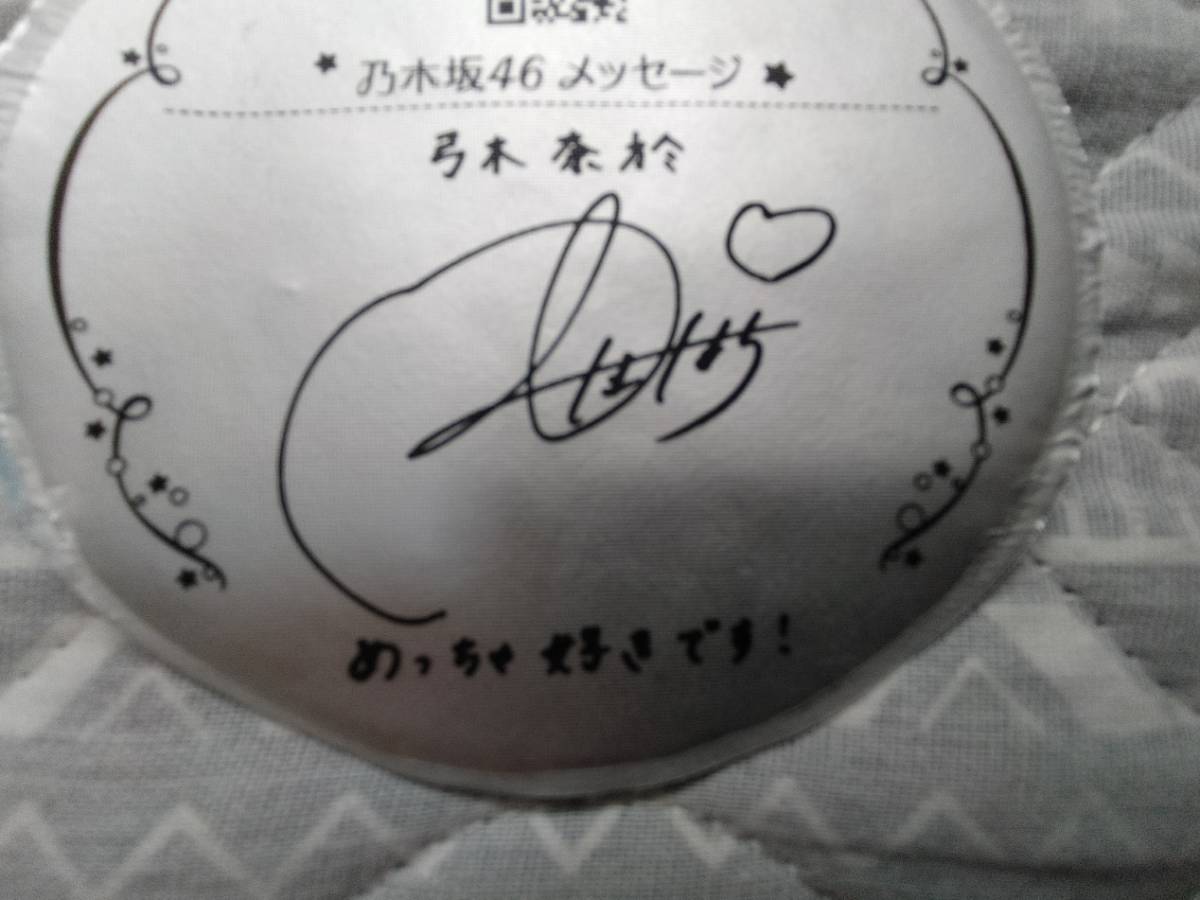 ★ 乃木坂46 メッセージ ★
弓木 奈於
めっちゃ 好きです!